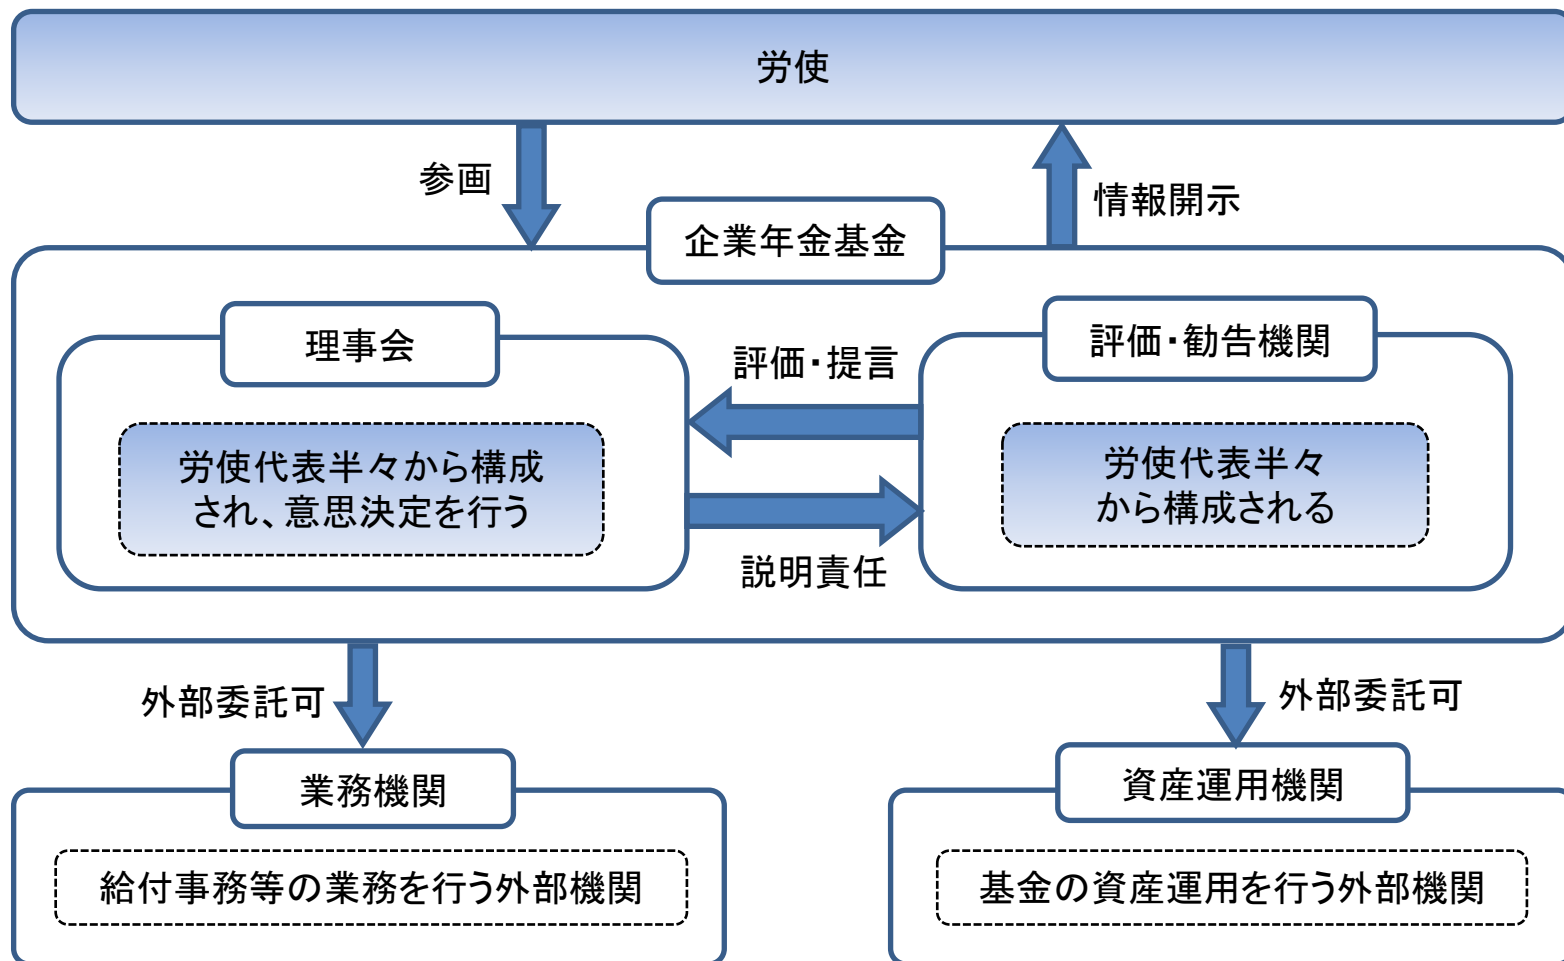 労使
参画
情報開示
企業年金基金
理事会
評価・勧告機関
評価・提言
労使代表半々から構成
され、意思決定を行う
労使代表半々
から構成される
説明責任
外部委託可
外部委託可
業務機関
資産運用機関
給付事務等の業務を行う外部機関
基金の資産運用を行う外部機関